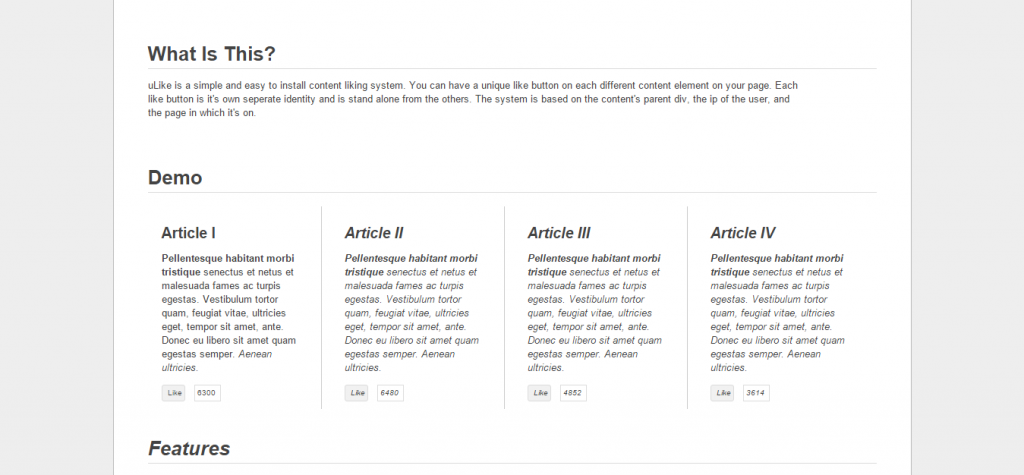 What Is This?
uLike is a simple and easy to install content liking system. You can have a unique like button on each different content element on your page. Each
like button is it's own seperate identity and is stand alone from the others. The system is based on the content's parent div, the ip of the user, and
the page in which it's on.
Demo
Article I
Pellentesque habitant morbi
tristique senectus et netus et
malesuada fames ac turpis
egestas. Vestibulum tortor
quam, feugiat vitae, ultricies
eget, tempor sit amet, ante.
Donec eu libero sit amet quam
egestas semper. Aenean
ultricies.
Like 6300
Article II
Pellentesque habitant morbi
tristique senectus et netus et
malesuada fames ac turpis
egestas. Vestibulum tortor
quam, feugiat vitae, ultricies
eget, tempor sit amet, ante.
Donec eu libero sit amet quam
egestas semper. Aenean
ultricies.
Like 6480
Article III
Pellentesque habitant morbi
tristique senectus et netus et
malesuada fames ac turpis
egestas. Vestibulum tortor
quam, feugiat vitae, ultricies
eget, tempor sit amet, ante.
Donec eu libero sit amet quam
egestas semper. Aenean
ultricies.
Like 4852
Article IV
Pellentesque habitant morbi
tristique senectus et netus et
malesuada fames ac turpis
egestas. Vestibulum tortor
quam, feugiat vitae, ultricies
eget, tempor sit amet, ante.
Donec eu libero sit amet quam
egestas semper. Aenean
ultricies.
Like 3614
Features